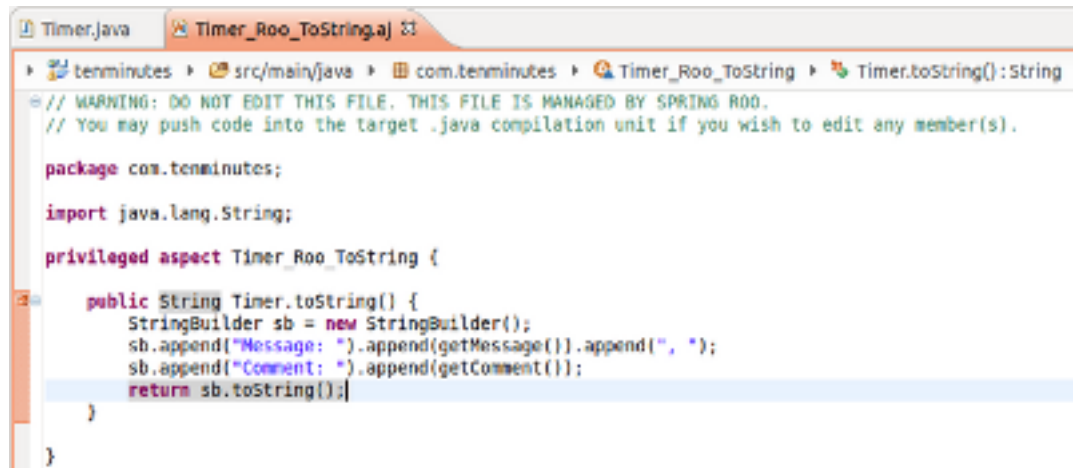 Timer.java Timer_Roo_ToString.aj
tenminutes src/main/java com.tenminutes Timer_Roo_ToString Timer.toString() : String
// WARNING: DO NOT EDIT THIS FILE. THIS FILE IS MANAGED BY SPRING ROO.
// You may push code into the target .java compilation unit if you wish to edit any member(s).
package com.tenminutes;
import java.lang.String;
privileged aspect Timer_Roo_ToString {
public String Timer.toString() {
StringBuilder sb = new StringBuilder();
sb.append("Message: ").append(getMessage()).append(", ");
sb.append("Comment: ").append(getComment());
return sb.toString();
}
}